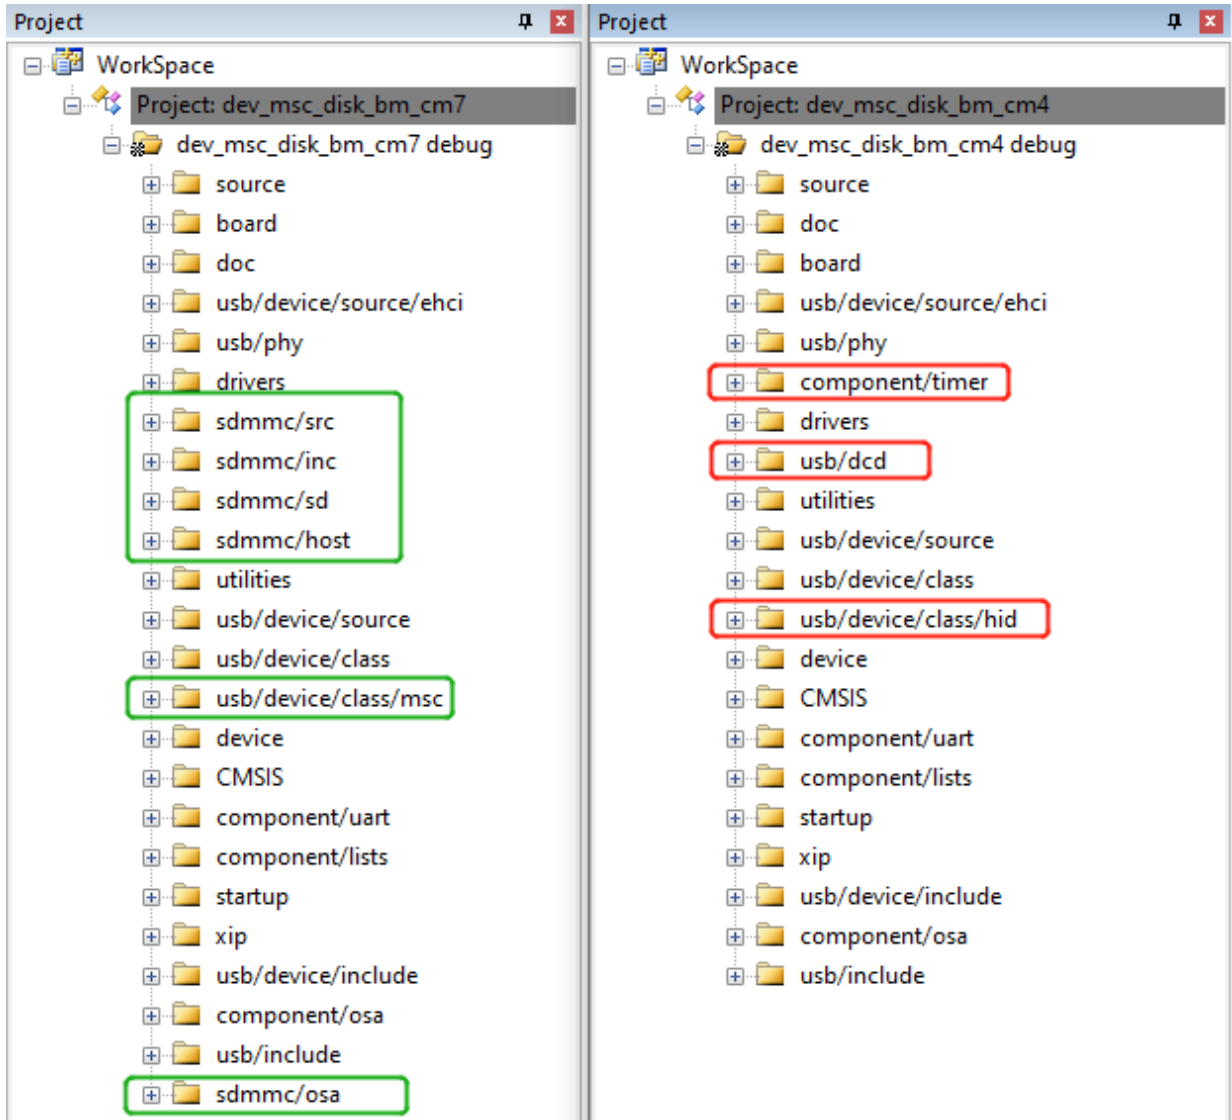 Project
WorkSpace
Project: dev_msc_disk_bm_cm7
dev_msc_disk_bm_cm7 debug
source
board
doc
usb/device/source/ehci
usb/phy
drivers
sdmmc/src
sdmmc/inc
sdmmc/sd
sdmmc/host
utilities
usb/device/source
usb/device/class
usb/device/class/msc
device
CMSIS
component/uart
component/lists
startup
xip
usb/device/include
component/osa
usb/include
sdmmc/osa
Project
WorkSpace
Project: dev_msc_disk_bm_cm4
dev_msc_disk_bm_cm4 debug
source
doc
board
usb/device/source/ehci
usb/phy
component/timer
drivers
usb/dcd
utilities
usb/device/source
usb/device/class
usb/device/class/hid
device
CMSIS
component/uart
component/lists
startup
xip
usb/device/include
component/osa
usb/include